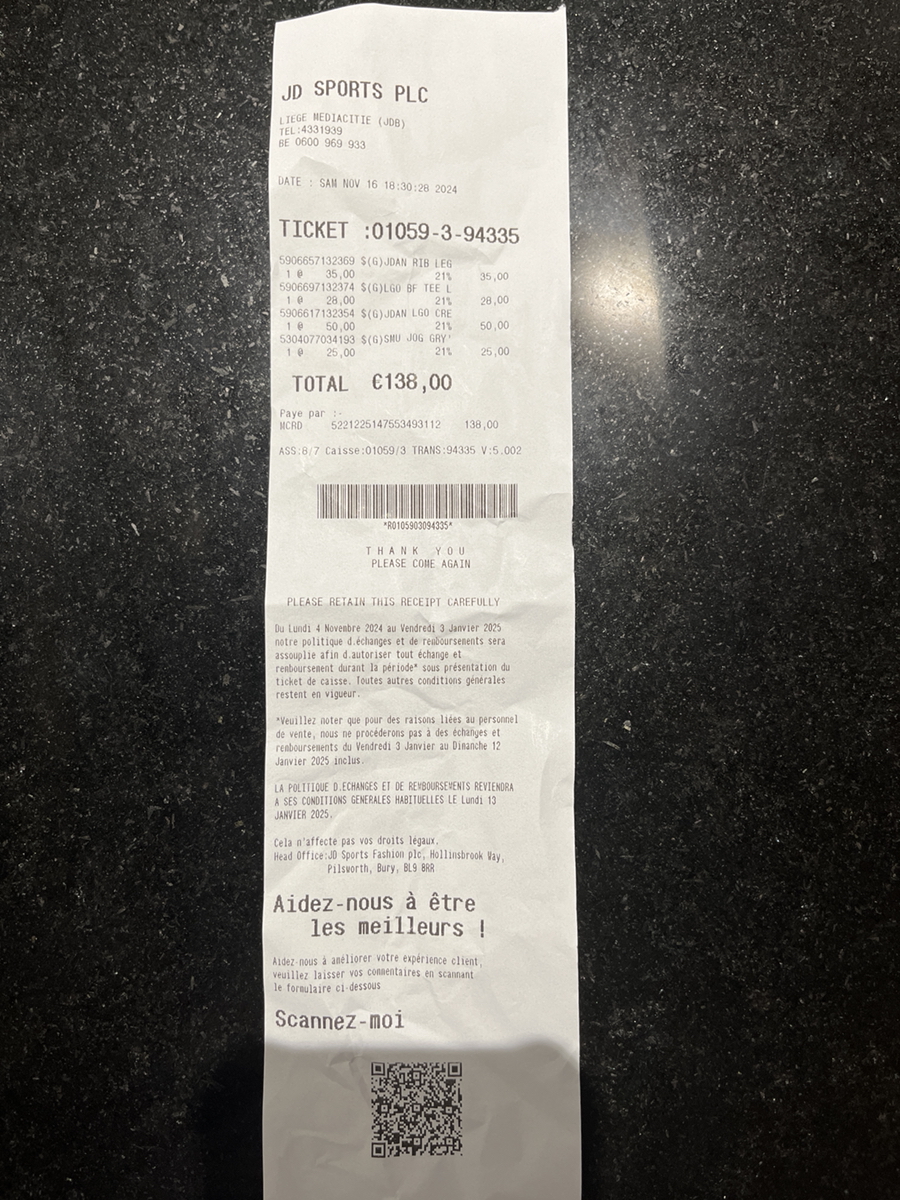 JD SPORTS PLC
LIEGE MEDIACITIE (JDB)
TEL:4331939
BE 0600 969 933
DATE : SAM NOV 16 18:30:28 2024
TICKET :01059-3-94335
5906657132369 $(G)JDAN RIB LEG
1 @ 35,00 21% 35,00
5906697132374 $(G)LGO BF TEE L
1 @ 28,00 21% 28,00
5906617132354 $(G)JDAN LGO CRE
1 @ 50,00 21% 50,00
5304077034193 $(G)SMU JOG GRY'
1 @ 25,00 21% 25,00
TOTAL €138,00
Paye par :-
MCRD 5221225147553493112 138,00
ASS:8/7 Caisse:01059/3 TRANS:94335 V:5.002
*R0105903094335*
THANK YOU
PLEASE COME AGAIN
PLEASE RETAIN THIS RECEIPT CAREFULLY
Du Lundi 4 Novembre 2024 au Vendredi 3 Janvier 2025
notre politique d.échanges et de remboursements sera
assouplie afin d.autoriser tout échange et
remboursement durant la période* sous présentation du
ticket de caisse. Toutes autres conditions générales
restent en vigueur.
*Veuillez noter que pour des raisons liées au personnel
de vente, nous ne procéderons pas à des échanges et
remboursements du Vendredi 3 Janvier au Dimanche 12
Janvier 2025 inclus.
LA POLITIQUE D.ECHANGES ET DE REMBOURSEMENTS REVIENDRA
A SES CONDITIONS GENERALES HABITUELLES LE Lundi 13
JANVIER 2025.
Cela n'affecte pas vos droits légaux.
Head Office:JD Sports Fashion plc, Hollinsbrook Way,
Pilsworth, Bury, BL9 8RR
Aidez-nous à être
les meilleurs !
Aidez-nous à améliorer votre expérience client,
veuillez laisser vos commentaires en scannant
le formulaire ci-dessous
Scannez-moi